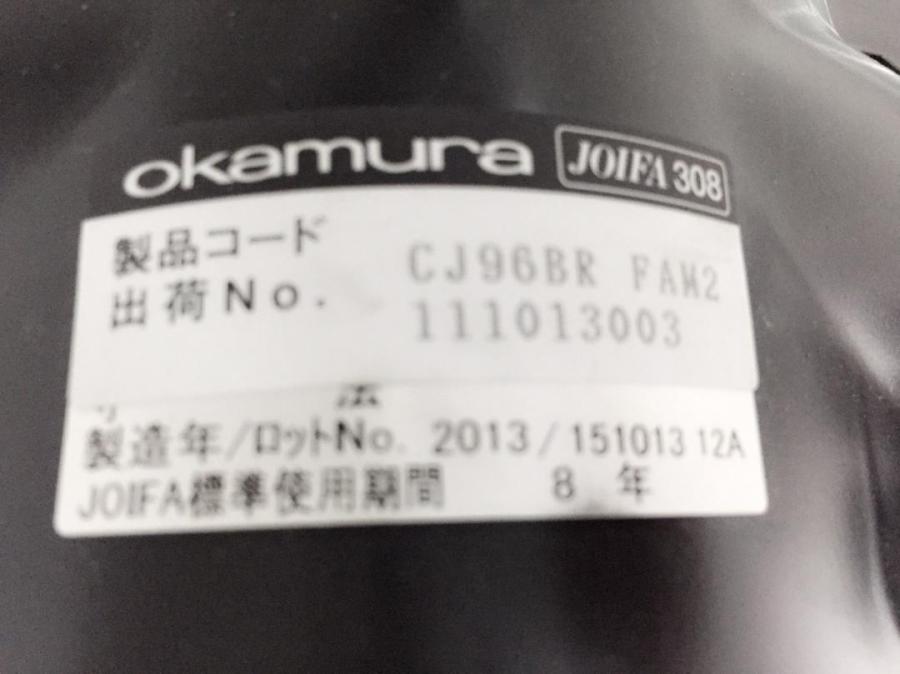 okamura JOIFA 308
製品コード CJ96BR FAM2
出荷No. 111013003
法
製造年/ロットNo. 2013/151013 12A
JOIFA標準使用期間 8年